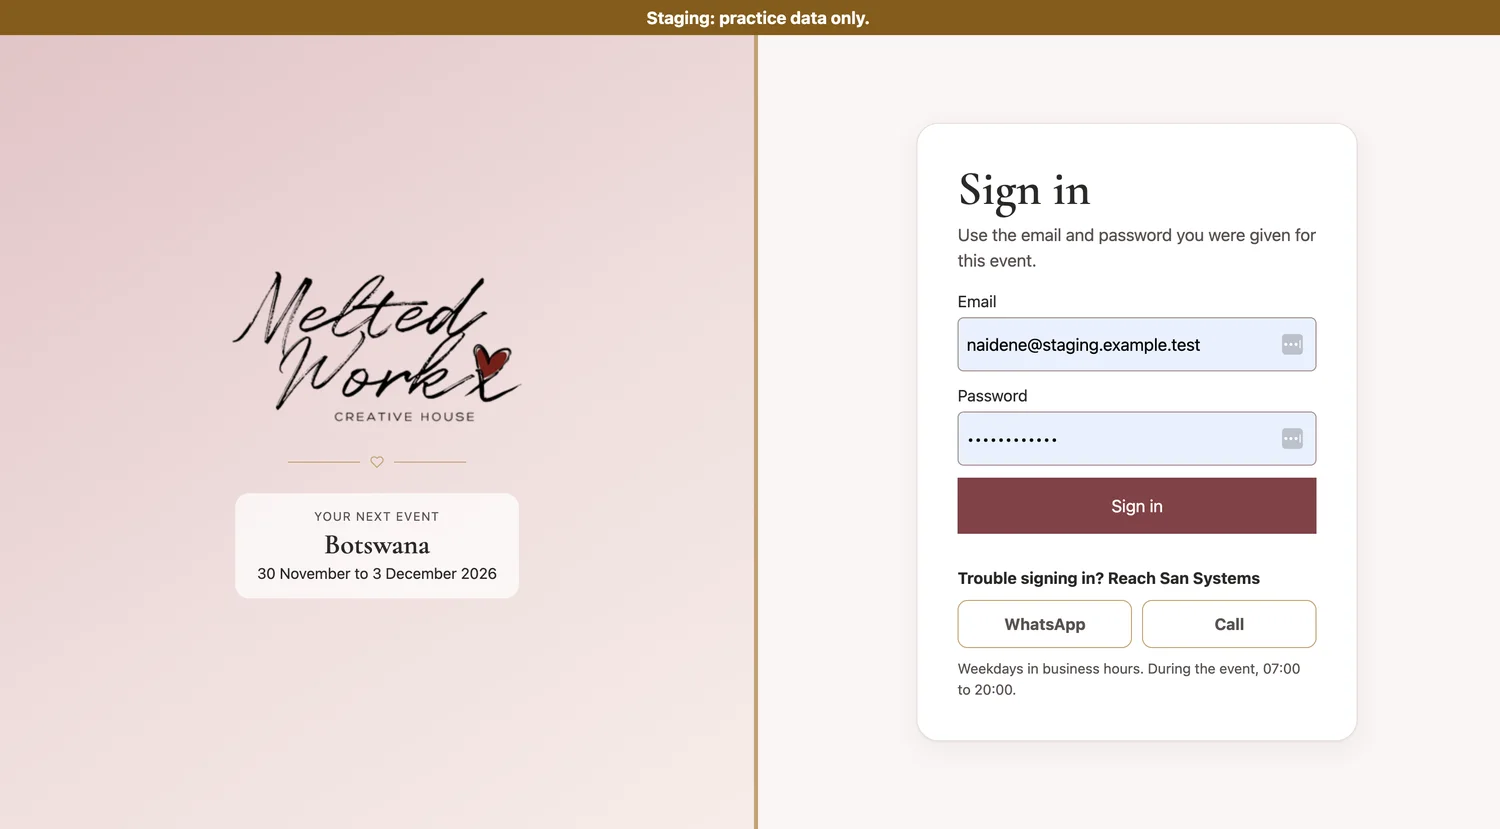 Staging: practice data only.
Melted
Workx
CREATIVE HOUSE
YOUR NEXT EVENT
Botswana
30 November to 3 December 2026
Sign in
Use the email and password you were given for
this event.
Email
naidene@staging.example.test
Password
Sign in
Trouble signing in? Reach San Systems
WhatsApp
Call
Weekdays in business hours. During the event, 07:00
to 20:00.